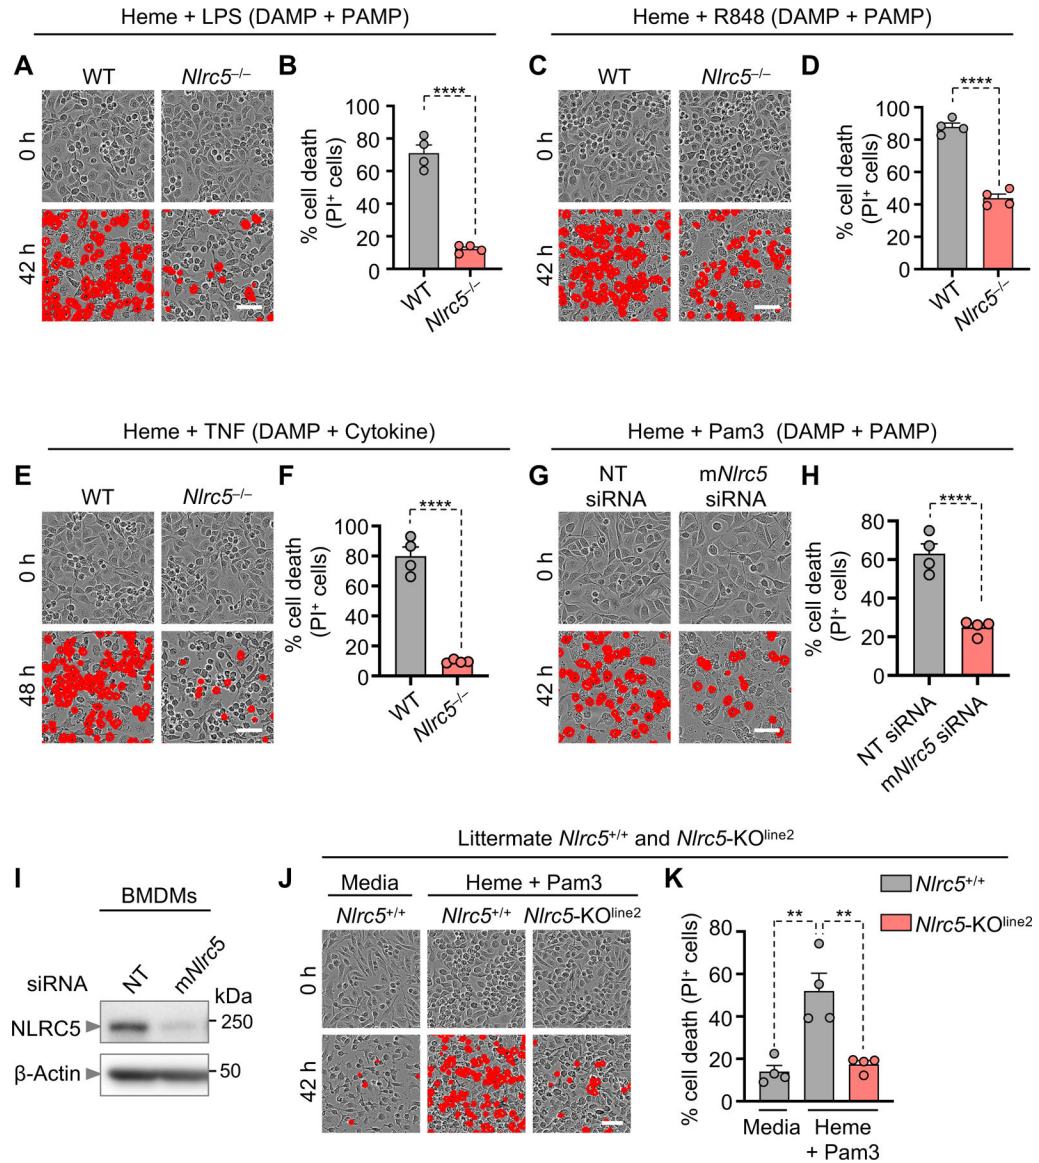 Heme + LPS (DAMP + PAMP)
Heme + R848 (DAMP + PAMP)
A
WT
Nlrc5–/–
0 h
42 h
B
% cell death
(PI+ cells)
100
80
60
40
20
0
****
WT
Nlrc5–/–
C
WT
Nlrc5–/–
0 h
42 h
D
% cell death
(PI+ cells)
100
80
60
40
20
0
****
WT
Nlrc5–/–
Heme + TNF (DAMP + Cytokine)
Heme + Pam3 (DAMP + PAMP)
E
WT
Nlrc5–/–
0 h
48 h
F
% cell death
(PI+ cells)
100
80
60
40
20
0
****
WT
Nlrc5–/–
G
NT
siRNA
mNlrc5
siRNA
0 h
42 h
H
% cell death
(PI+ cells)
80
60
40
20
0
****
NT siRNA
mNlrc5 siRNA
Littermate Nlrc5+/+ and Nlrc5-KOline2
I
BMDMs
siRNA
NT
mNlrc5
kDa
NLRC5
250
β-Actin
50
J
Media
Heme + Pam3
Nlrc5+/+
Nlrc5+/+
Nlrc5-KOline2
0 h
42 h
K
Nlrc5+/+
Nlrc5-KOline2
% cell death (PI+ cells)
80
60
40
20
0
**
**
Media
Heme
+ Pam3